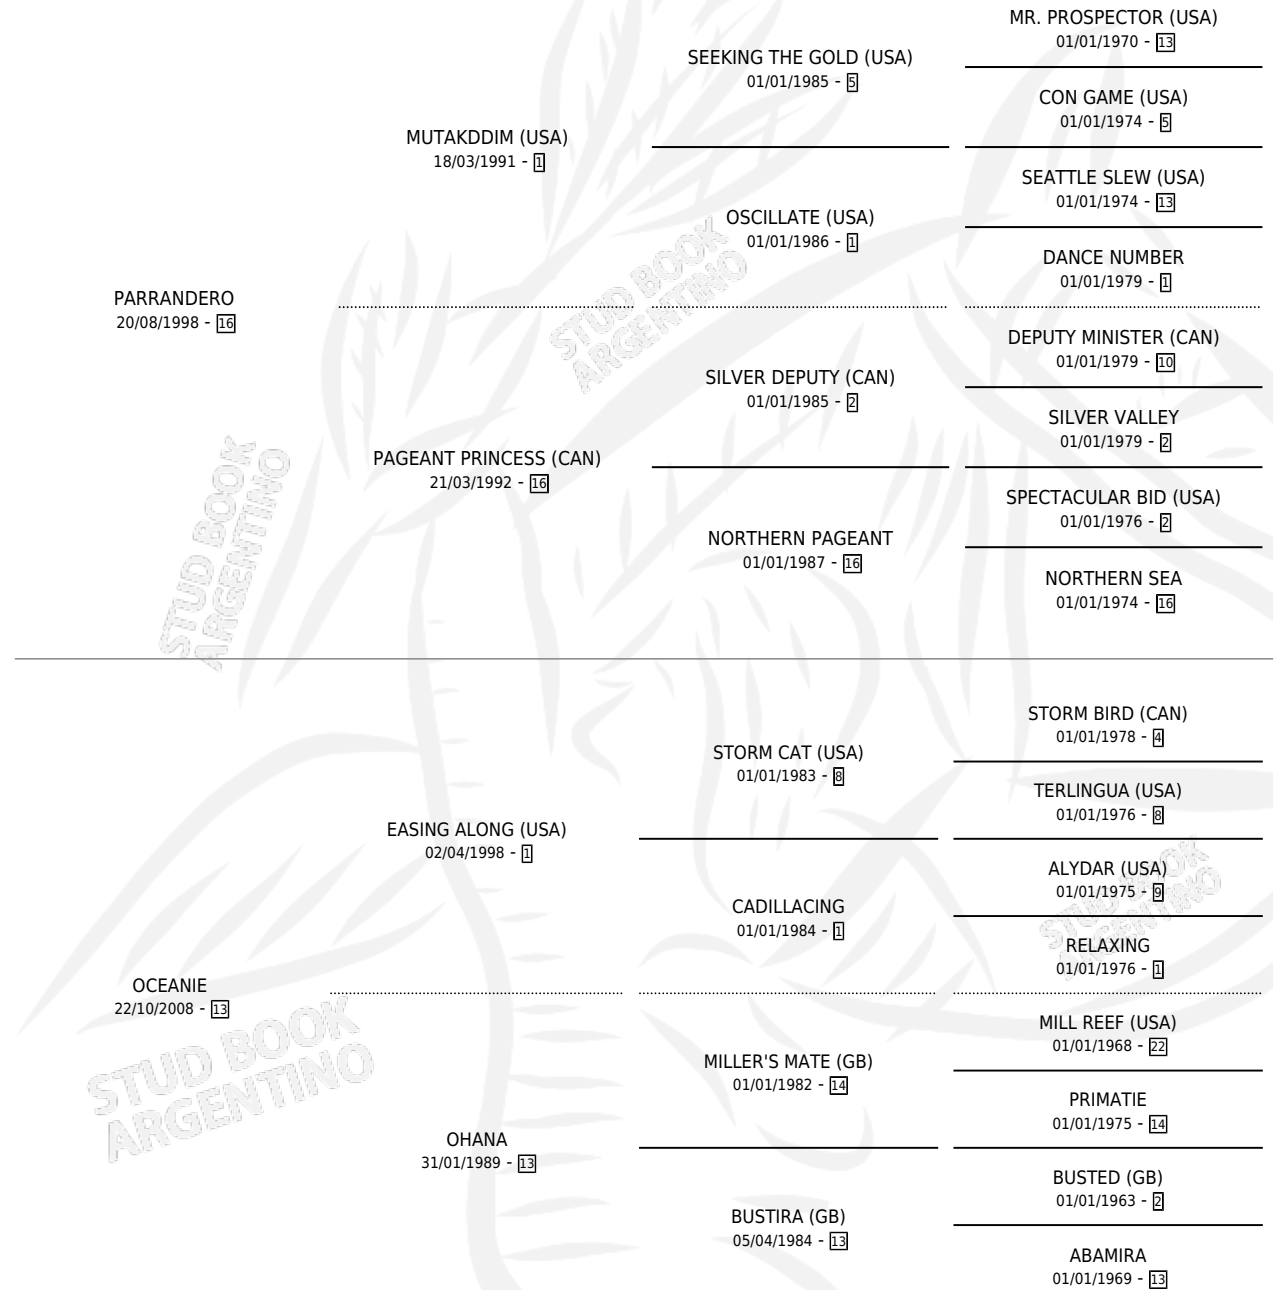 MR. PROSPECTOR (USA)
01/01/1970 - 13
SEEKING THE GOLD (USA)
01/01/1985 - 5
CON GAME (USA)
01/01/1974 - 5
MUTAKDDIM (USA)
18/03/1991 - 1
SEATTLE SLEW (USA)
01/01/1974 - 13
OSCILLATE (USA)
01/01/1986 - 1
DANCE NUMBER
01/01/1979 - 1
PARRANDERO
20/08/1998 - 16
STUD BOOK
ARGENTINO
DEPUTY MINISTER (CAN)
01/01/1979 - 10
SILVER DEPUTY (CAN)
01/01/1985 - 2
SILVER VALLEY
01/01/1979 - 2
PAGEANT PRINCESS (CAN)
21/03/1992 - 16
SPECTACULAR BID (USA)
01/01/1976 - 2
NORTHERN PAGEANT
01/01/1987 - 16
NORTHERN SEA
01/01/1974 - 16
STUD BOOK
ARGENTINO
STORM BIRD (CAN)
01/01/1978 - 4
STORM CAT (USA)
01/01/1983 - 8
TERLINGUA (USA)
01/01/1976 - 8
EASING ALONG (USA)
02/04/1998 - 1
ALYDAR (USA)
01/01/1975 - 9
CADILLACING
01/01/1984 - 1
STUD BOOK
ARGENTINO
RELAXING
01/01/1976 - 1
OCEANIE
22/10/2008 - 13
STUD BOOK
ARGENTINO
MILL REEF (USA)
01/01/1968 - 22
MILLER'S MATE (GB)
01/01/1982 - 14
PRIMATIE
01/01/1975 - 14
OHANA
31/01/1989 - 13
BUSTED (GB)
01/01/1963 - 2
BUSTIRA (GB)
05/04/1984 - 13
ABAMIRA
01/01/1969 - 13